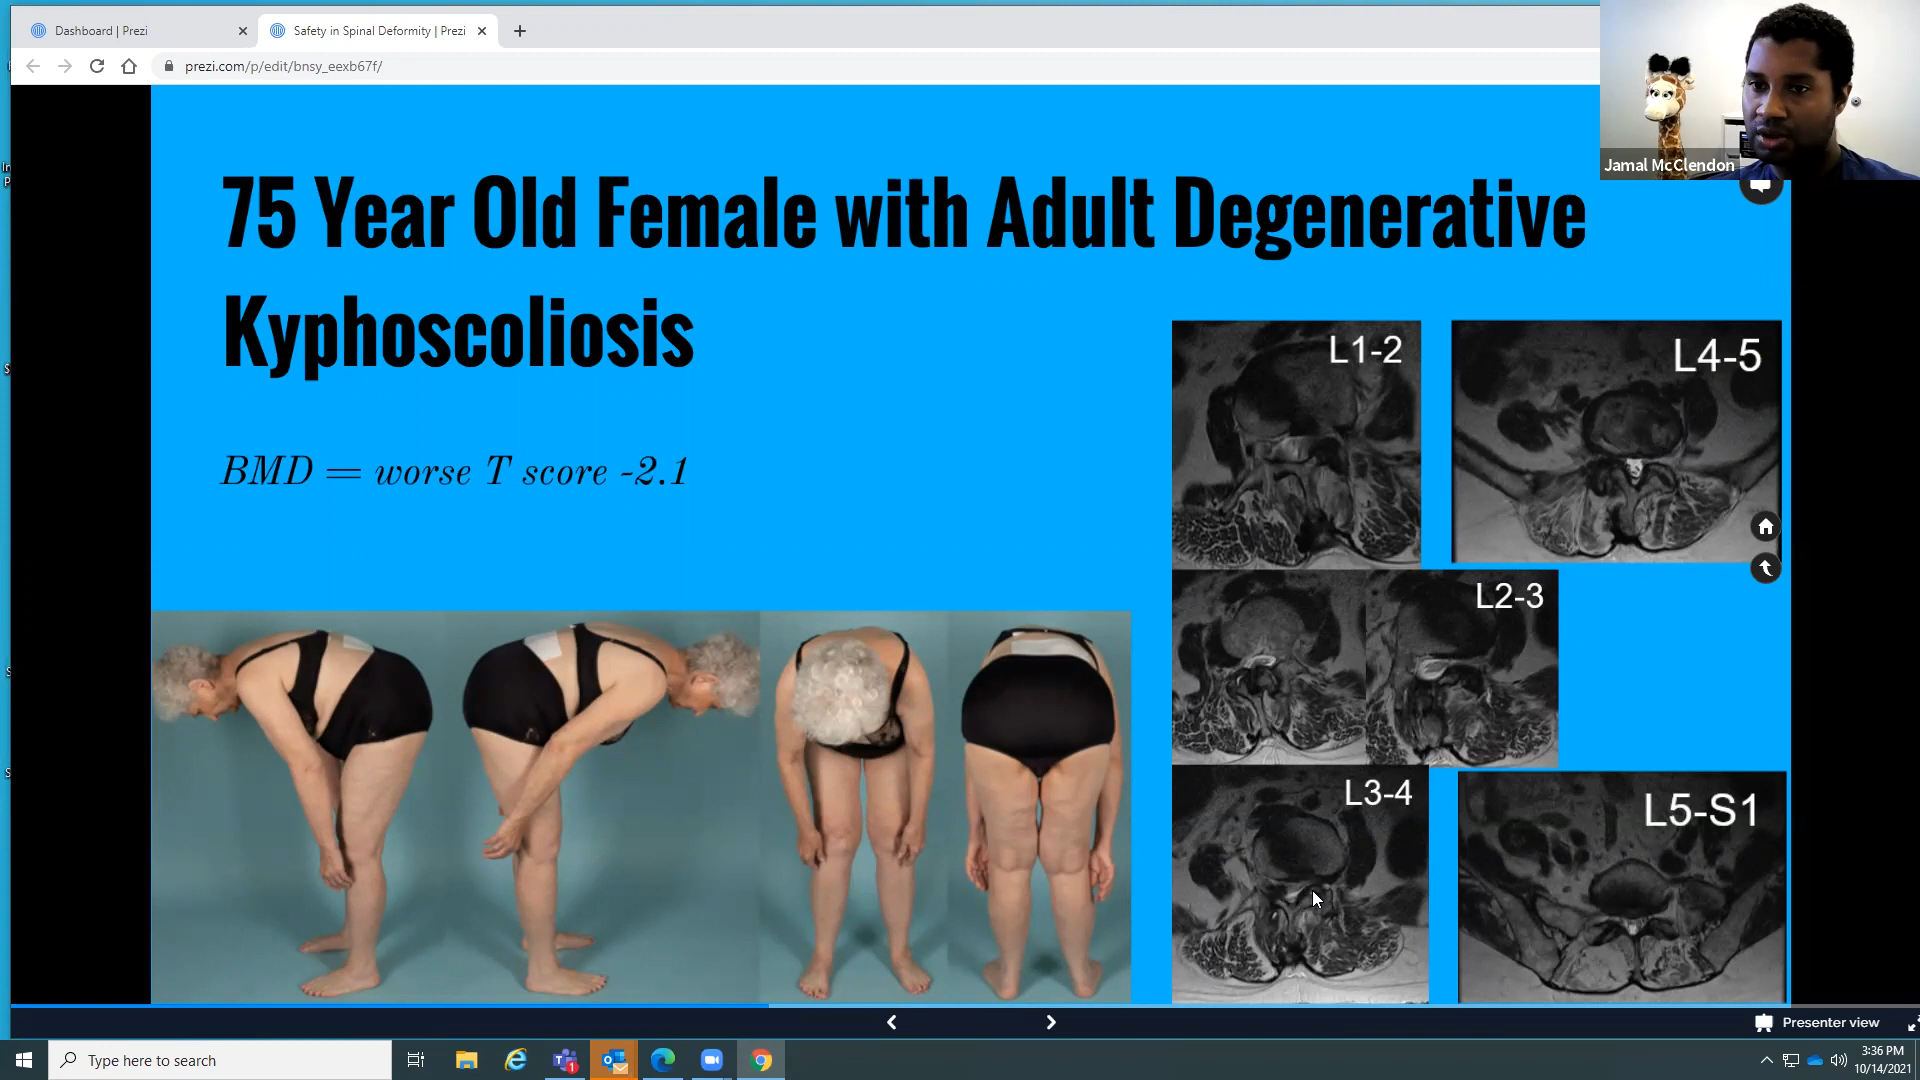 Dashboard | Prezi
Safety in Spinal Deformity | Prezi
prezi.com/p/edit/bnsy_eexb67f/
Jamal McClendon
75 Year Old Female with Adult Degenerative
Kyphoscoliosis
BMD = worse T score -2.1
L1-2
L4-5
L2-3
L3-4
L5-S1
Presenter view
Type here to search
3:36 PM
10/14/2021